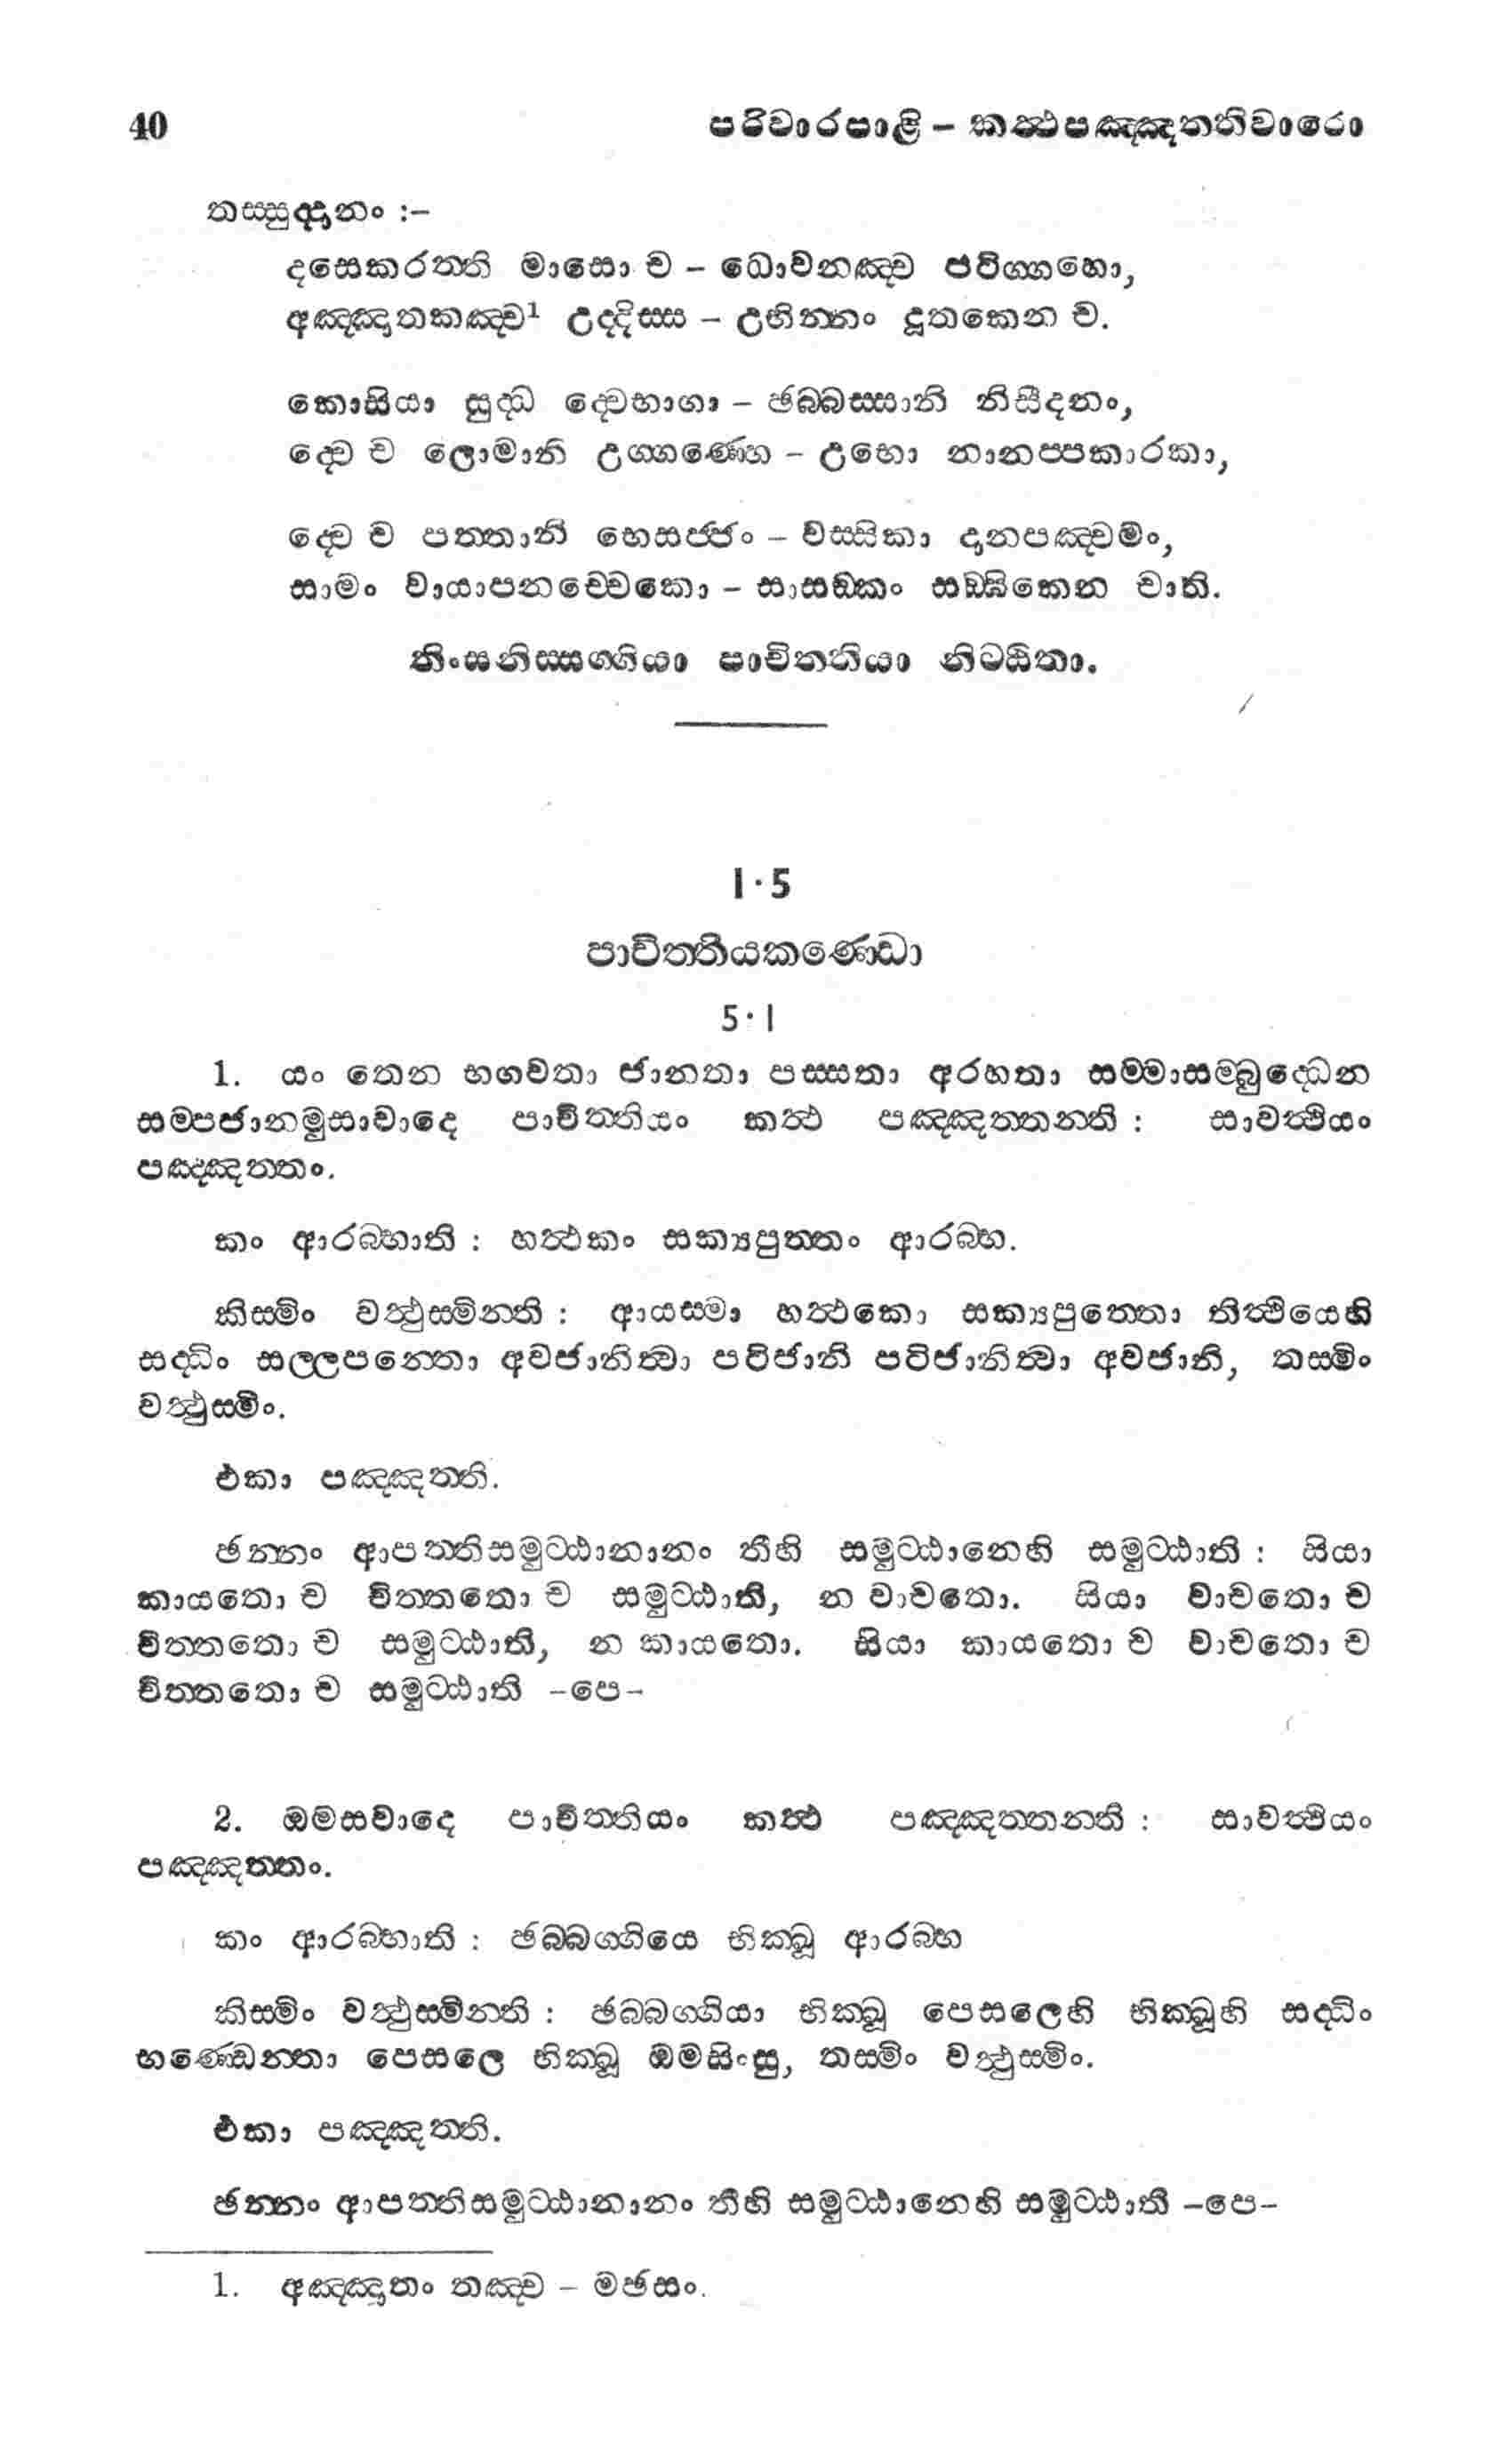 40 පරිවාරපාළි – කත්‍ථපඤ්ඤත්තිවාරො
තස්සුද්දානං :–
දසෙකරත්ති මාසො ච – ධොවනඤ්ච පටිග්ගහො,
අඤ්ඤාතකඤ්ච¹ උද්දිස්ස – උභින්නං දූතකෙන ච.
කොසියා සුද්ධ ද්වෙභාගා – ඡබ්බස්සානි නිසීදනං,
ද්වෙ ච ලොමානි උග්ගණ්හෙ – උභො නානප්පකාරකා,
ද්වෙ ච පත්තානි භෙසජ්ජං – වස්සිකා දානපඤ්චමං,
සාමං වායාපනච්චෙකො – සාසඞ්කං සඞ්ඝිකෙන චාති.
තිංසනිස්සග්ගියා පාචිත්තියා නිට්ඨිතා.
1·5
පාචිත්තියකණ්ඩො
5·1
1. යං තෙන භගවතා ජානතා පස්සතා අරහතා සම්මාසම්බුද්ධෙන
සම්පජානමුසාවාදෙ පාචිත්තියං කත්‍ථ පඤ්ඤත්තන්ති : සාවත්‍ථියං
පඤ්ඤත්තං.
කං ආරබ්භාති : හත්‍ථකං සක්‍යපුත්තං ආරබ්භ.
කිස්මිං වත්‍ථුස්මින්ති : ආයස්මා හත්‍ථකො සක්‍යපුත්තො තිත්‍ථියෙහි
සද්ධිං සල්ලපන්තො අවජානිත්‍වා පටිජානි පටිජානිත්‍වා අවජානි, තස්මිං
වත්‍ථුස්මිං.
එකා පඤ්ඤත්ති.
ඡන්නං ආපත්තිසමුට්ඨානානං තීහි සමුට්ඨානෙහි සමුට්ඨාති : සියා
කායතො ච චිත්තතො ච සමුට්ඨාති, න වාචතො. සියා වාචතො ච
චිත්තතො ච සමුට්ඨාති, න කායතො. සියා කායතො ච වාචතො ච
චිත්තතො ච සමුට්ඨාති –පෙ–
2. ඔමසවාදෙ පාචිත්තියං කත්‍ථ පඤ්ඤත්තන්ති : සාවත්‍ථියං
පඤ්ඤත්තං.
කං ආරබ්භාති : ඡබ්බග්ගියෙ භික්ඛූ ආරබ්භ
කිස්මිං වත්‍ථුස්මින්ති : ඡබ්බග්ගියා භික්ඛූ පෙසලෙහි භික්ඛූහි සද්ධිං
භණ්ඩෙන්තා පෙසලෙ භික්ඛූ ඔමසිංසු, තස්මිං වත්‍ථුස්මිං.
එකා පඤ්ඤත්ති.
ඡන්නං ආපත්තිසමුට්ඨානානං තීහි සමුට්ඨානෙහි සමුට්ඨාති –පෙ–
1. අඤ්ඤාතං තඤ්ච – මඡසං.